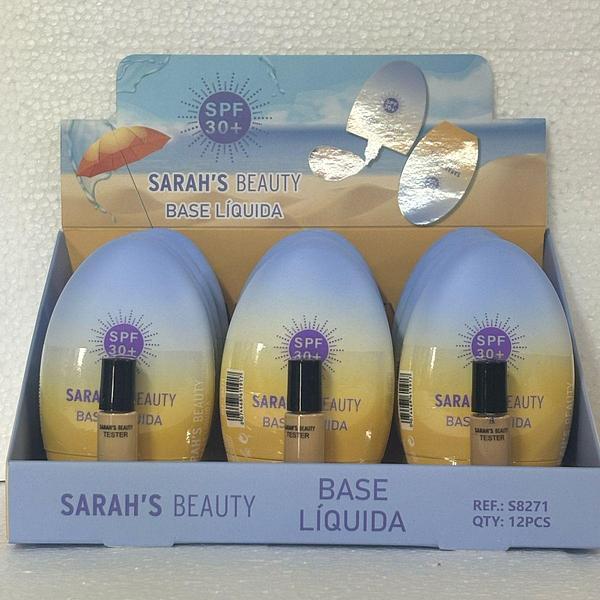 SPF
30+
SARAH'S BEAUTY
BASE LÍQUIDA
SPF
30+
SARAH'S BEAUTY
TESTER
SPF
30+
SARAH'S BEAUTY
TESTER
SPF
30+
SARAH'S BEAUTY
TESTER
SARAH'S BEAUTY
BASE
LÍQUIDA
REF.: S8271
QTY: 12PCS